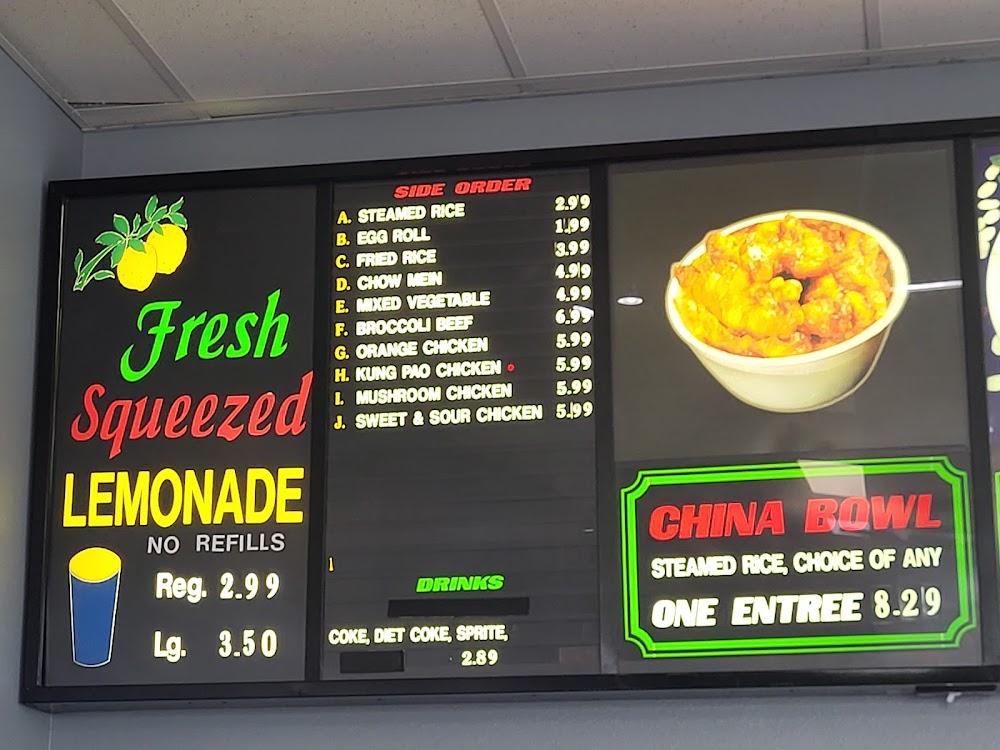 Fresh
Squeezed
LEMONADE
NO REFILLS
Reg. 2.99
Lg. 3.50
SIDE ORDER
A. STEAMED RICE 2.99
B. EGG ROLL 1.99
C. FRIED RICE 3.99
D. CHOW MEIN 4.99
E. MIXED VEGETABLE 4.99
F. BROCCOLI BEEF 6.99
G. ORANGE CHICKEN 5.99
H. KUNG PAO CHICKEN 5.99
I. MUSHROOM CHICKEN 5.99
J. SWEET & SOUR CHICKEN 5.99
DRINKS
COKE, DIET COKE, SPRITE,
2.89
CHINA BOWL
STEAMED RICE, CHOICE OF ANY
ONE ENTREE 8.29